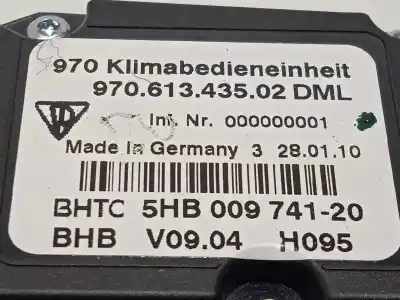 970 Klimabedieneinheit
970.613.435.02 DML
Int. Nr. 000000001
Made in Germany 3 28.01.10
BHTC 5HB 009 741-20
BHB V09.04 H095